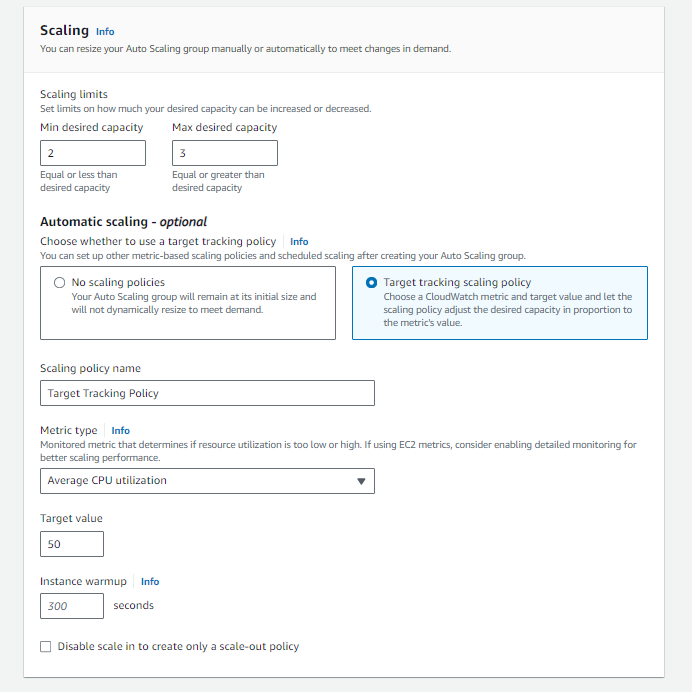 Scaling Info
You can resize your Auto Scaling group manually or automatically to meet changes in demand.
Scaling limits
Set limits on how much your desired capacity can be increased or decreased.
Min desired capacity
Max desired capacity
2
3
Equal or less than
desired capacity
Equal or greater than
desired capacity
Automatic scaling - optional
Choose whether to use a target tracking policy Info
You can set up other metric-based scaling policies and scheduled scaling after creating your Auto Scaling group.
No scaling policies
Your Auto Scaling group will remain at its initial size and
will not dynamically resize to meet demand.
Target tracking scaling policy
Choose a CloudWatch metric and target value and let the
scaling policy adjust the desired capacity in proportion to
the metric's value.
Scaling policy name
Target Tracking Policy
Metric type Info
Monitored metric that determines if resource utilization is too low or high. If using EC2 metrics, consider enabling detailed monitoring for
better scaling performance.
Average CPU utilization
Target value
50
Instance warmup Info
300 seconds
Disable scale in to create only a scale-out policy